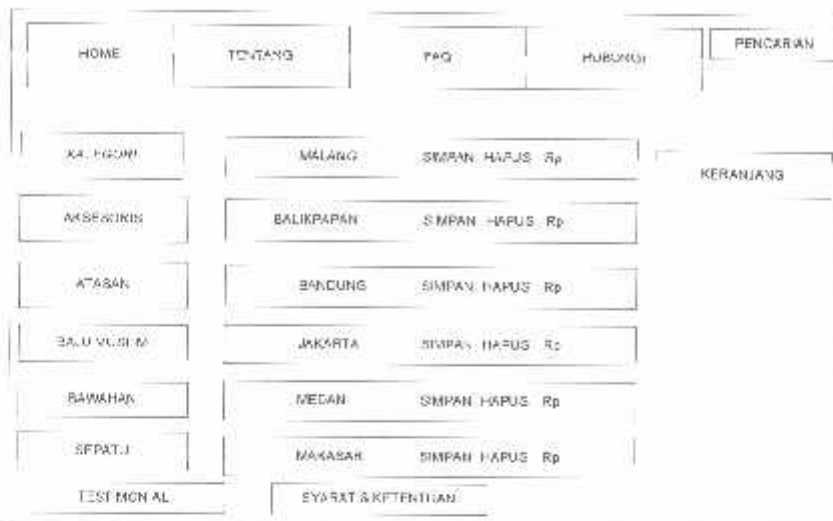 HOME TENTANG FAQ HUBUNGI PENCARIAN
KATEGORI MALANG SIMPAN HAPUS Rp
KERANJANG
AKSESORIS BALIKPAPAN SIMPAN HAPUS Rp
ATASAN BANDUNG SIMPAN HAPUS Rp
BAJU MUSLIM JAKARTA SIMPAN HAPUS Rp
BAWAHAN MEDAN SIMPAN HAPUS Rp
SEPATU MAKASAR SIMPAN HAPUS Rp
TESTIMONIAL SYARAT & KETENTUAN